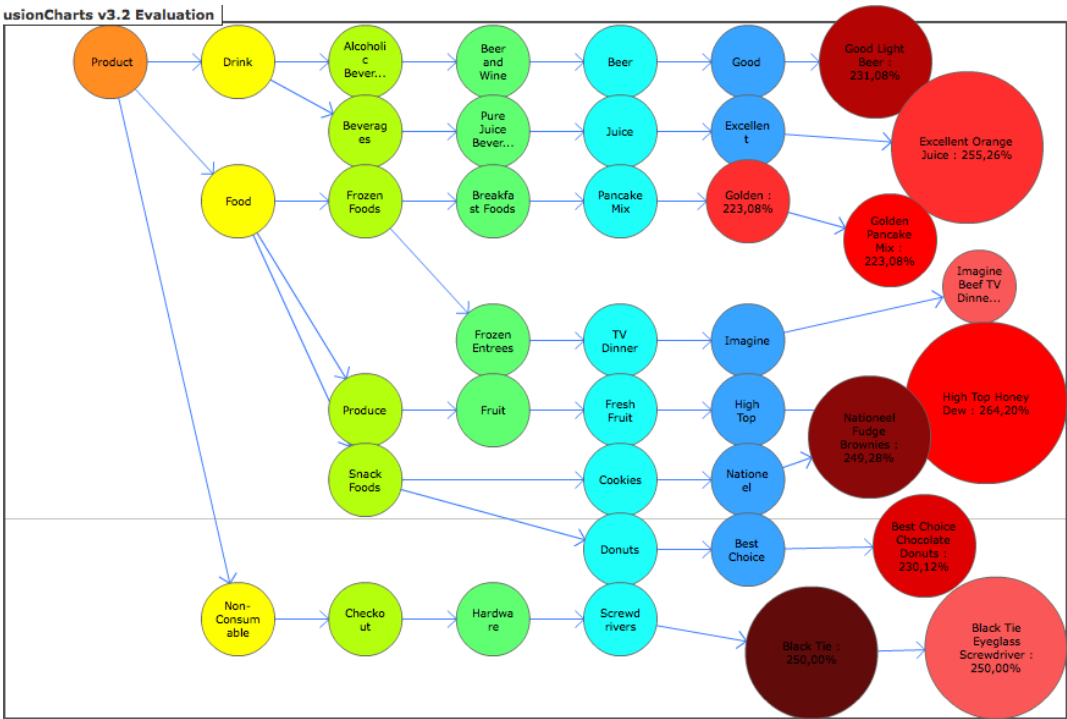 usionCharts v3.2 Evaluation
Product
Drink
Alcoholi
c
Bever...
Beer
and
Wine
Beer
Good
Good Light
Beer :
231,08%
Beverag
es
Pure
Juice
Bever...
Juice
Excellen
t
Excellent Orange
Juice : 255,26%
Food
Frozen
Foods
Breakfa
st Foods
Pancake
Mix
Golden :
223,08%
Golden
Pancake
Mix :
223,08%
Frozen
Entrees
TV
Dinner
Imagine
Imagine
Beef TV
Dinne...
Produce
Fruit
Fresh
Fruit
High
Top
High Top Honey
Dew : 264,20%
Snack
Foods
Cookies
Natione
el
Nationeel
Fudge
Brownies :
249,28%
Donuts
Best
Choice
Best Choice
Chocolate
Donuts :
230,12%
Non-
Consum
able
Checko
ut
Hardwa
re
Screwd
rivers
Black Tie :
250,00%
Black Tie
Eyeglass
Screwdriver :
250,00%